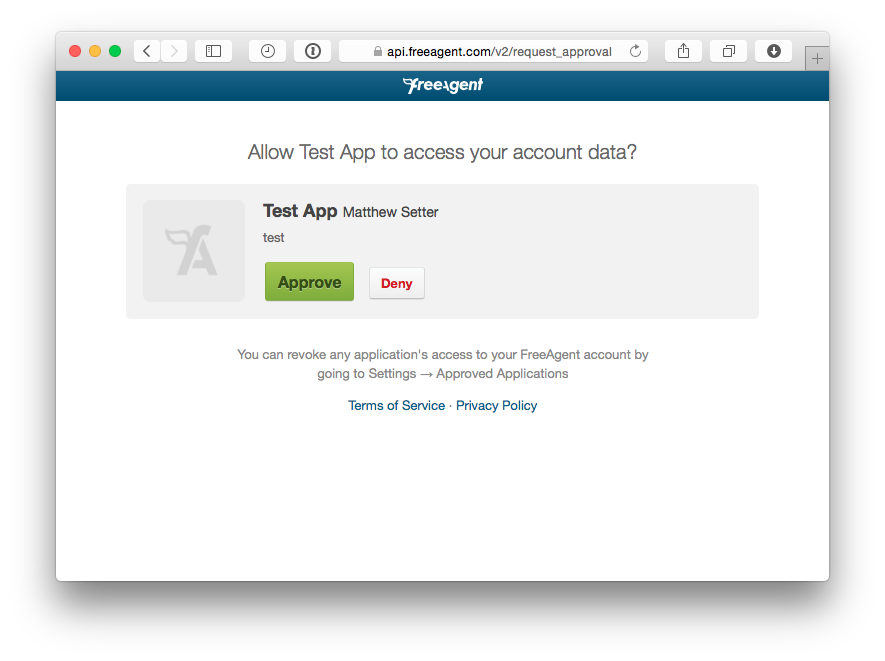 api.freeagent.com/v2/request_approval
FreeAgent
Allow Test App to access your account data?
Test App Matthew Setter
test
Approve
Deny
You can revoke any application's access to your FreeAgent account by
going to Settings → Approved Applications
Terms of Service · Privacy Policy